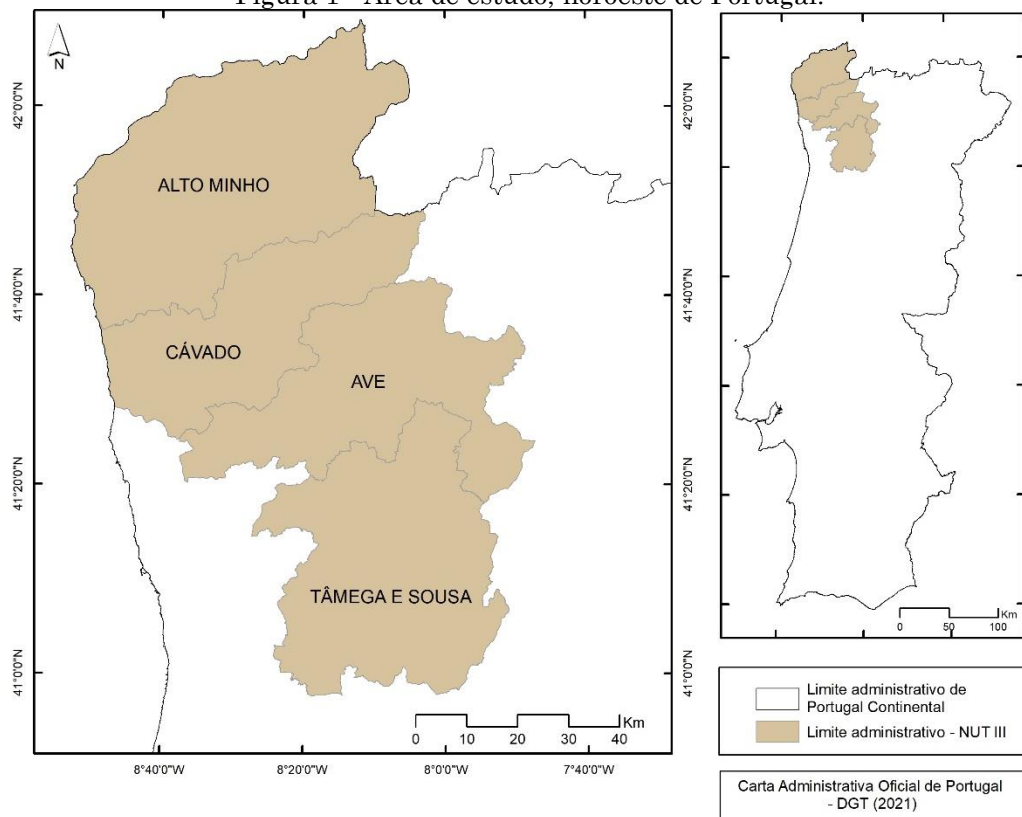 Figura 1 - Área de estudo, noroeste de Portugal.
N
42°0'0"N
41°40'0"N
41°20'0"N
41°0'0"N
ALTO MINHO
CÁVADO
AVE
TÂMEGA E SOUSA
Km
0 10 20 30 40
8°40'0"W 8°20'0"W 8°0'0"W 7°40'0"W
42°0'0"N
41°40'0"N
41°20'0"N
41°0'0"N
Km
0 50 100
Limite administrativo de
Portugal Continental
Limite administrativo - NUT III
Carta Administrativa Oficial de Portugal
- DGT (2021)